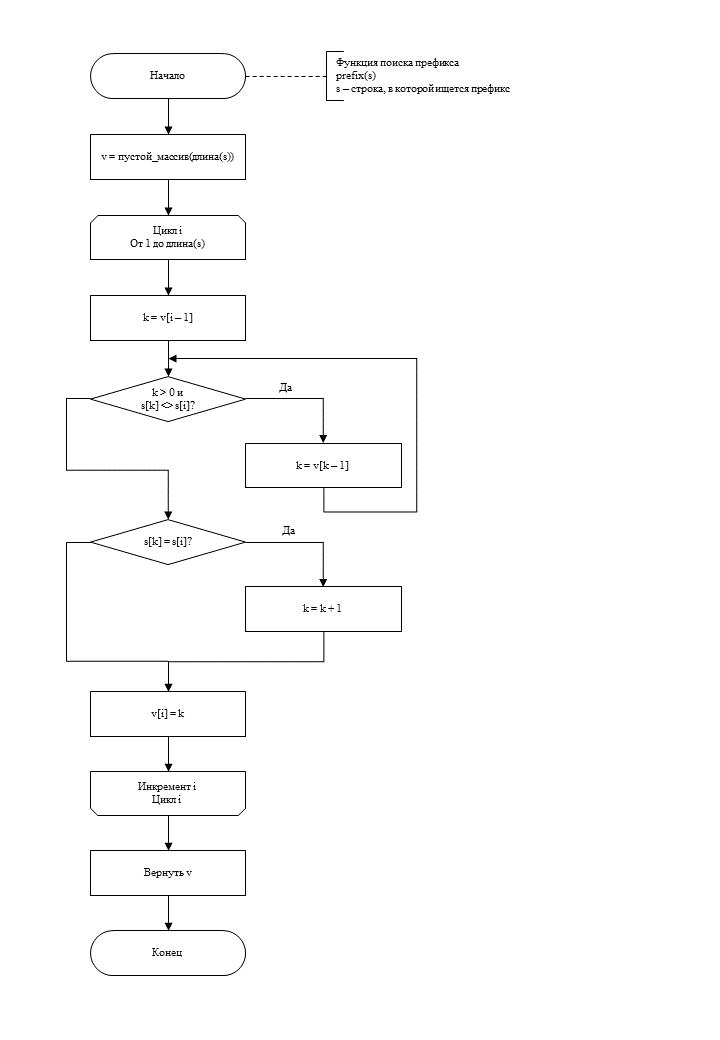 Начало
Функция поиска префикса
prefix(s)
s – строка, в которой ищется префикс
v = пустой_массив(длина(s))
Цикл i
От 1 до длина(s)
k = v[i – 1]
k > 0 и
s[k] <> s[i]?
Да
k = v[k – 1]
s[k] = s[i]?
Да
k = k + 1
v[i] = k
Инкремент i
Цикл i
Вернуть v
Конец